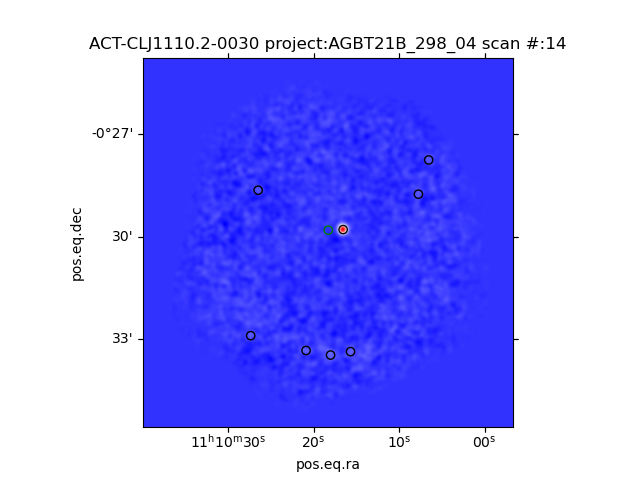 ACT-CLJ1110.2-0030 project:AGBT21B_298_04 scan #:14
-0°27'
30'
33'
pos.eq.dec
11ʰ10ᵐ30ˢ 20ˢ 10ˢ 00ˢ
pos.eq.ra